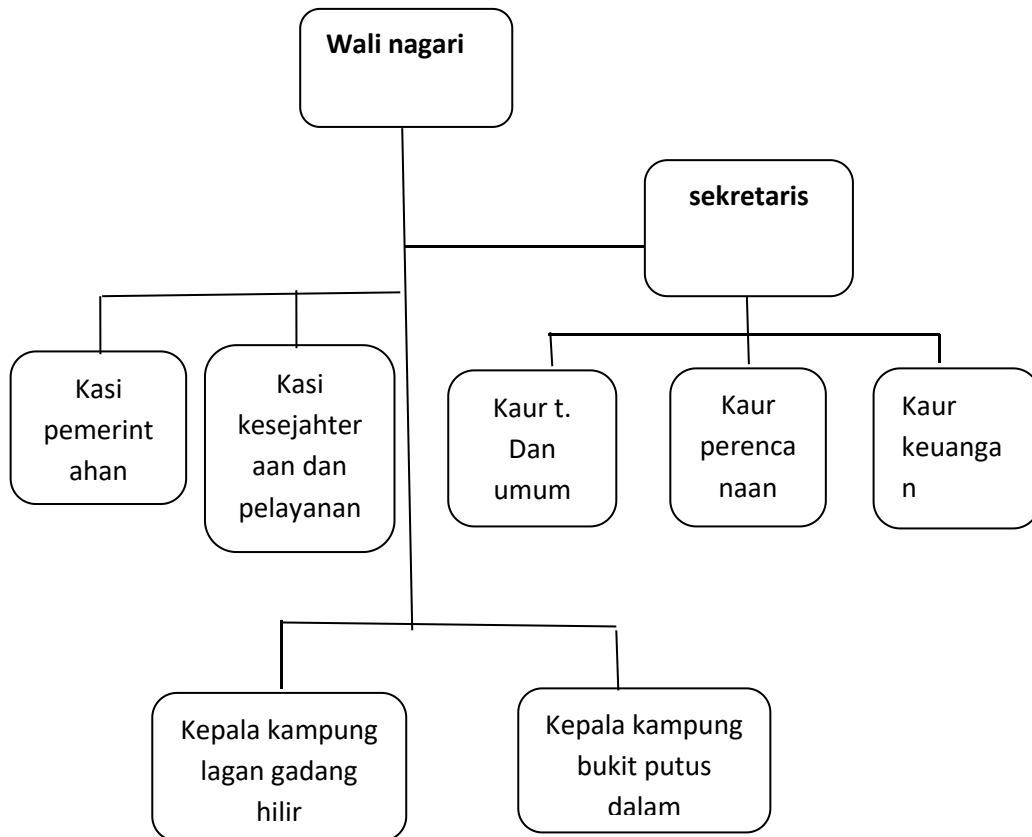 Wali nagari
sekretaris
Kasi
pemerint
ahan
Kasi
kesejahter
aan dan
pelayanan
Kaur t.
Dan
umum
Kaur
perenca
naan
Kaur
keuanga
n
Kepala kampung
lagan gadang
hilir
Kepala kampung
bukit putus
dalam